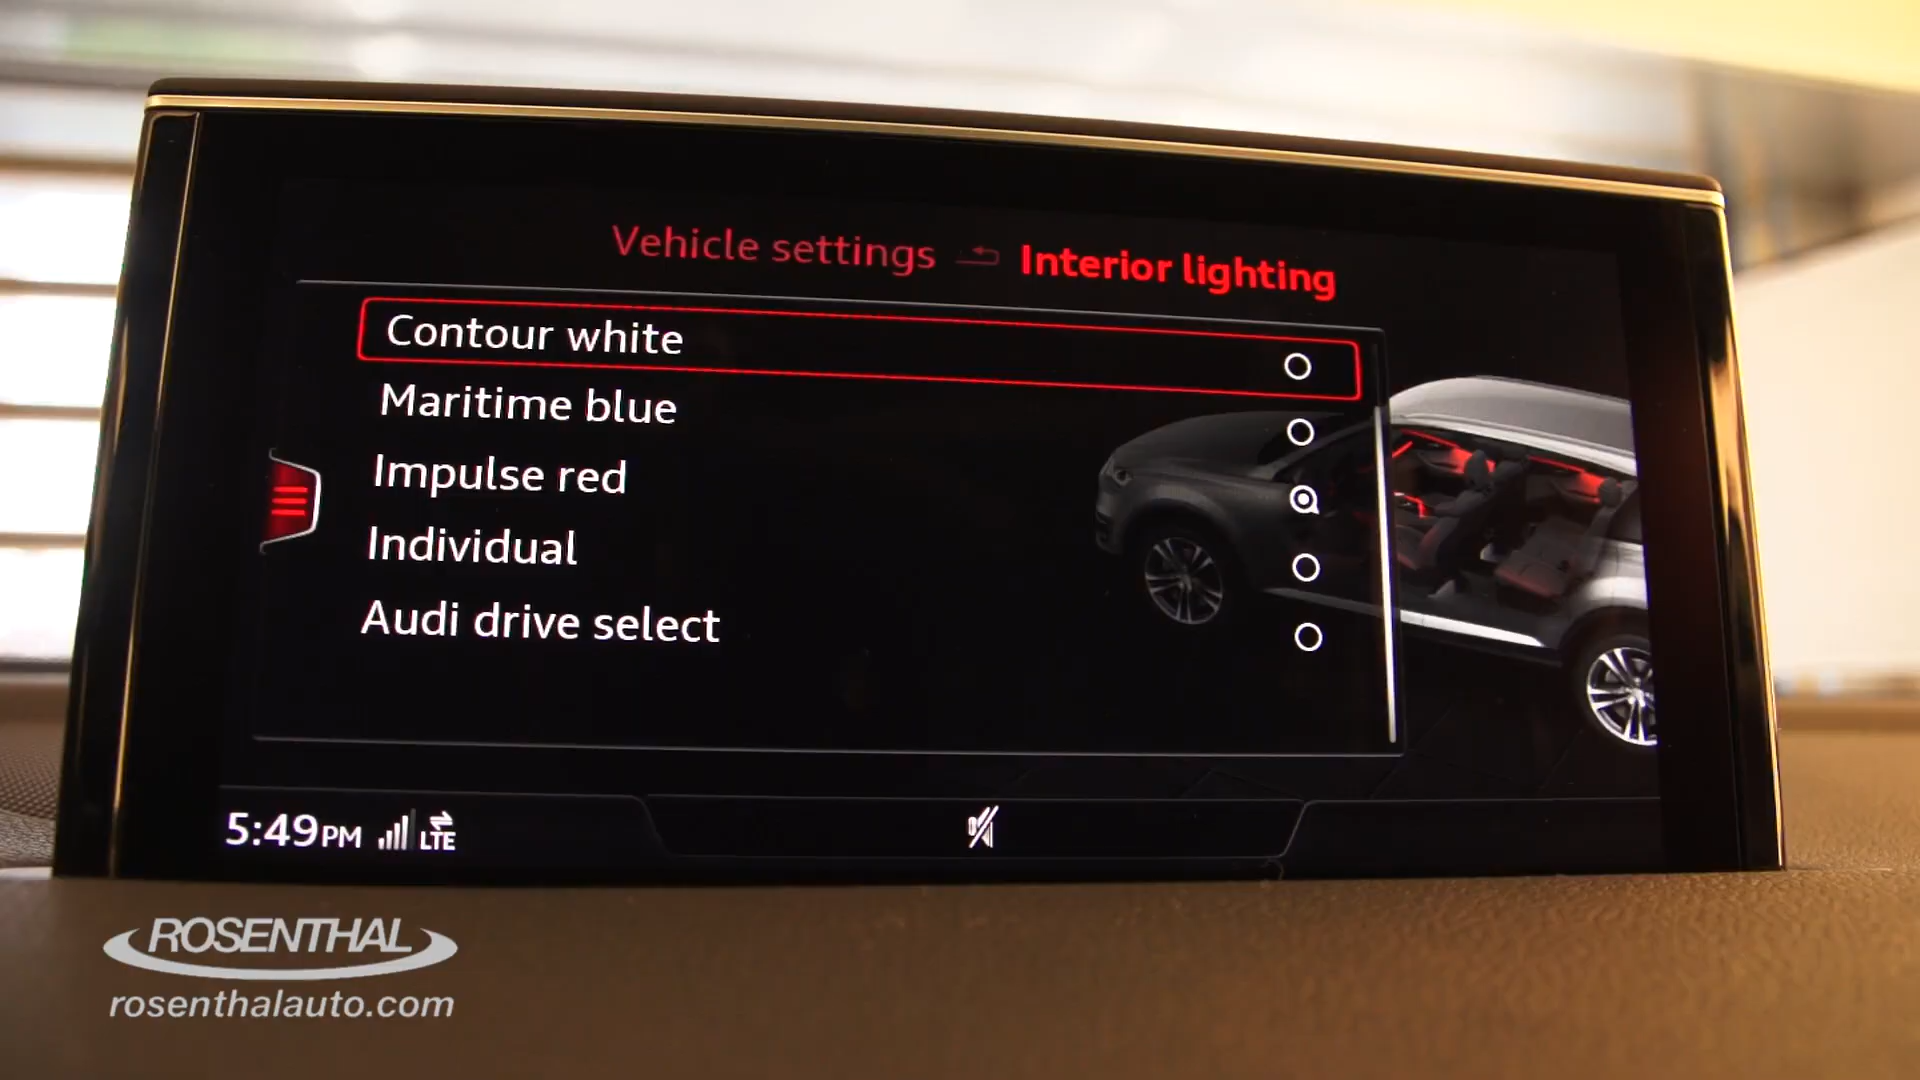 Vehicle settings Interior lighting
Contour white
Maritime blue
Impulse red
Individual
Audi drive select
5:49PM LTE
ROSENTHAL
rosenthalauto.com